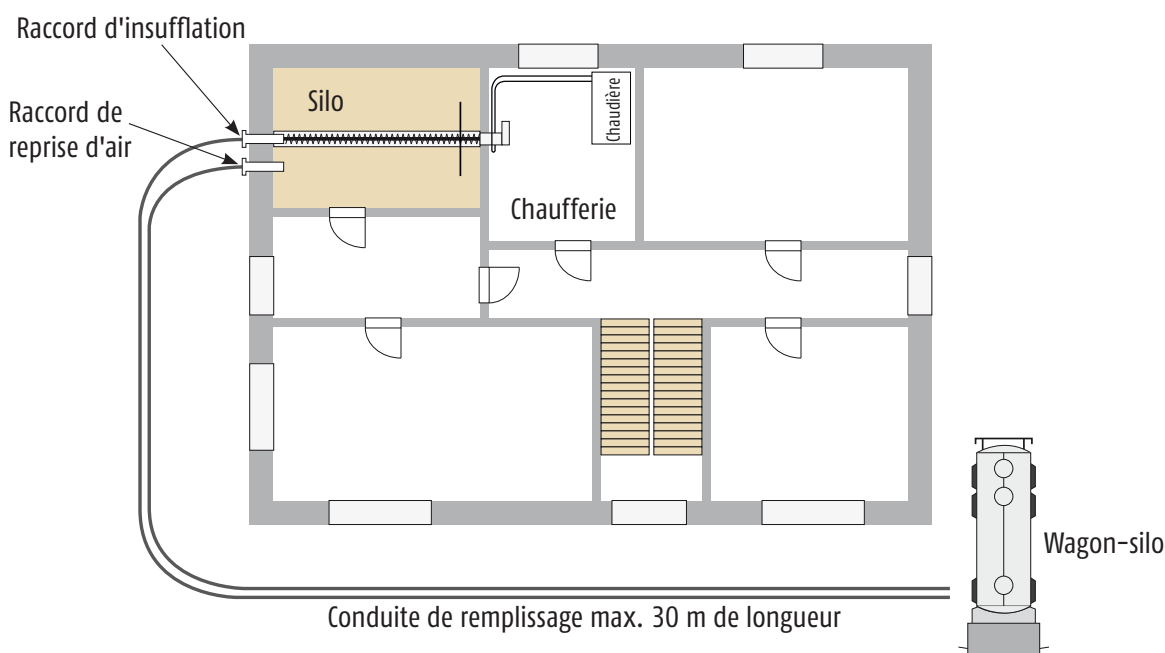 Raccord d'insufflation
Raccord de
reprise d'air
Silo
Chaudière
Chaufferie
Wagon-silo
Conduite de remplissage max. 30 m de longueur